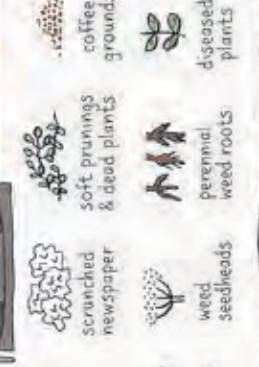 coffee
grounds
soft prunings
& dead plants
scrunched
newspaper
diseased
plants
perennial
weed roots
weed
seedheads